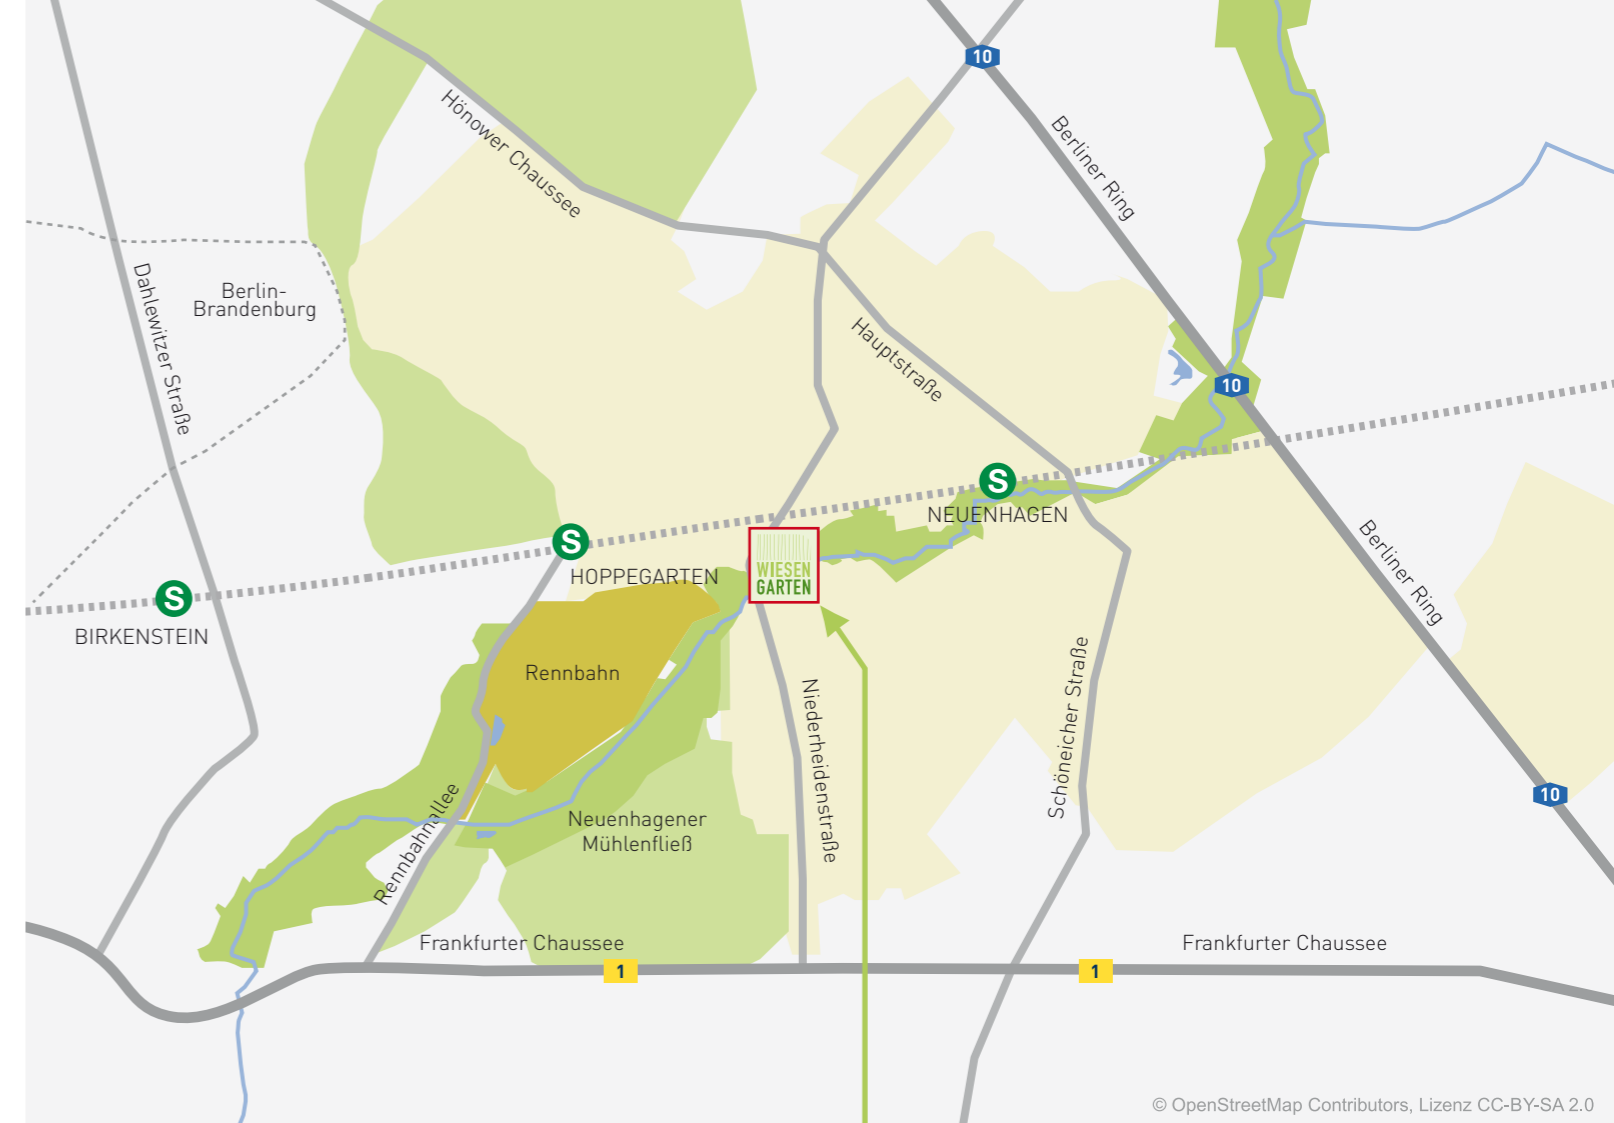 10
Hönower Chaussee
Berliner Ring
Dahlewitzer Straße
Berlin-
Brandenburg
Hauptstraße
10
S
NEUENHAGEN
S
HOPPEGARTEN
S
BIRKENSTEIN
WIESEN
GARTEN
Berliner Ring
Rennbahn
Niederheidenstraße
Schöneicher Straße
10
Rennbahnallee
Neuenhagener
Mühlenfließ
Frankfurter Chaussee
Frankfurter Chaussee
1
1
© OpenStreetMap Contributors, Lizenz CC-BY-SA 2.0